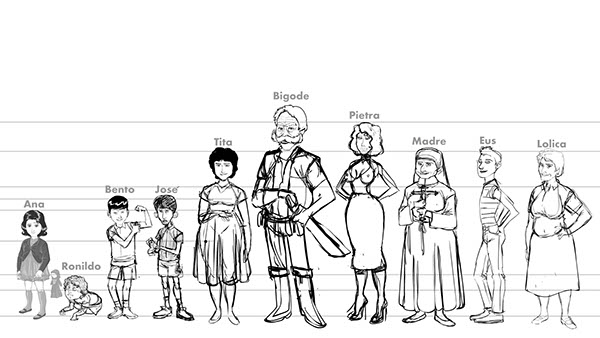 Bigode
Pietra
Tita
Madre
Eus
Lolica
Bento
José
Ana
Ronildo